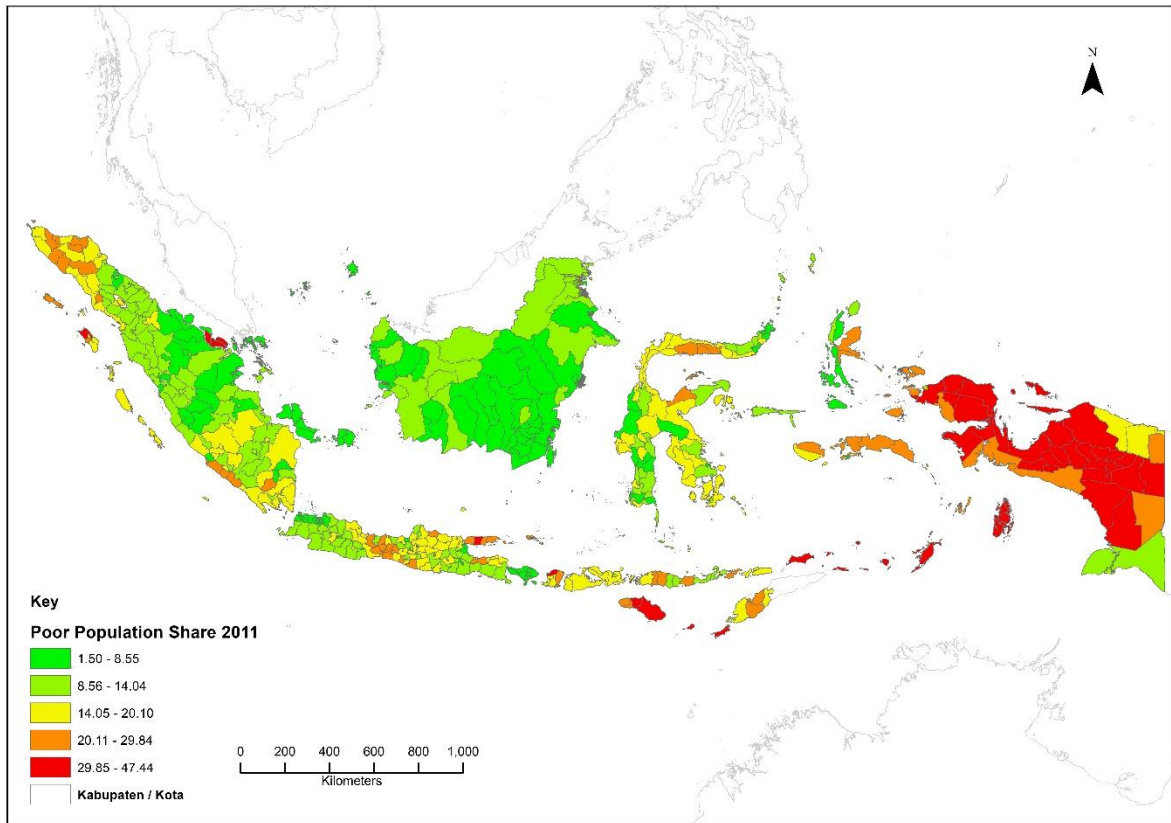 N
Key
Poor Population Share 2011
1.50 - 8.55
8.56 - 14.04
14.05 - 20.10
20.11 - 29.84
29.85 - 47.44
Kabupaten / Kota
0 200 400 600 800 1,000
Kilometers